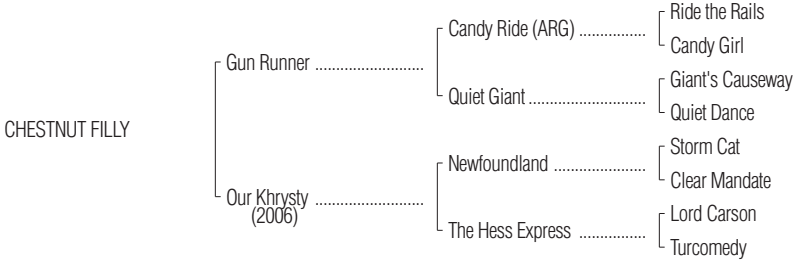 CHESTNUT FILLY
Gun Runner ..........................
Our Khrysty ..........................
(2006)
Candy Ride (ARG) ................
Quiet Giant ............................
Newfoundland ......................
The Hess Express ................
Ride the Rails
Candy Girl
Giant's Causeway
Quiet Dance
Storm Cat
Clear Mandate
Lord Carson
Turcomedy